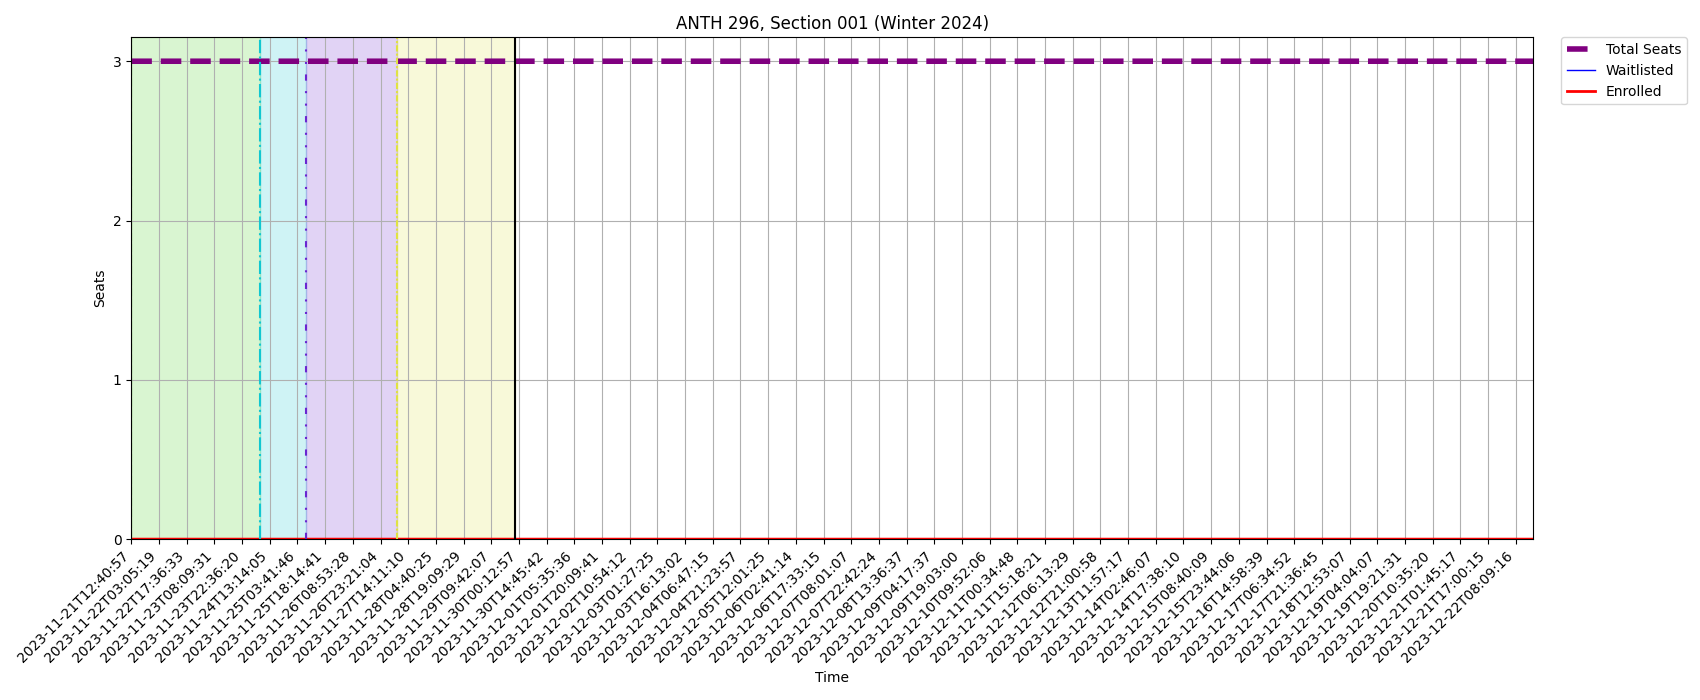 ANTH 296, Section 001 (Winter 2024)
Total Seats
Waitlisted
Enrolled
Seats
3
2
1
0
2023-11-21T12:40:57
2023-11-22T03:05:19
2023-11-22T17:36:33
2023-11-23T08:09:31
2023-11-23T22:36:20
2023-11-24T13:14:05
2023-11-25T03:41:46
2023-11-25T18:14:41
2023-11-26T08:53:28
2023-11-26T23:21:04
2023-11-27T14:11:10
2023-11-28T04:40:25
2023-11-28T19:09:29
2023-11-29T09:42:07
2023-11-30T00:12:57
2023-11-30T14:45:42
2023-12-01T05:35:36
2023-12-01T20:09:41
2023-12-02T10:54:12
2023-12-03T01:27:25
2023-12-03T16:13:02
2023-12-04T06:47:15
2023-12-04T21:23:57
2023-12-05T12:01:25
2023-12-06T02:41:14
2023-12-06T17:33:15
2023-12-07T08:01:07
2023-12-07T22:42:24
2023-12-08T13:36:37
2023-12-09T04:17:37
2023-12-09T19:03:00
2023-12-10T09:52:06
2023-12-11T00:34:48
2023-12-11T15:18:21
2023-12-12T06:13:29
2023-12-12T21:00:58
2023-12-13T11:57:17
2023-12-14T02:46:07
2023-12-14T17:38:10
2023-12-15T08:40:09
2023-12-15T23:44:06
2023-12-16T14:58:39
2023-12-17T06:34:52
2023-12-17T21:36:45
2023-12-18T12:53:07
2023-12-19T04:04:07
2023-12-19T19:21:31
2023-12-20T10:35:20
2023-12-21T01:45:17
2023-12-21T17:00:15
2023-12-22T08:09:16
Time